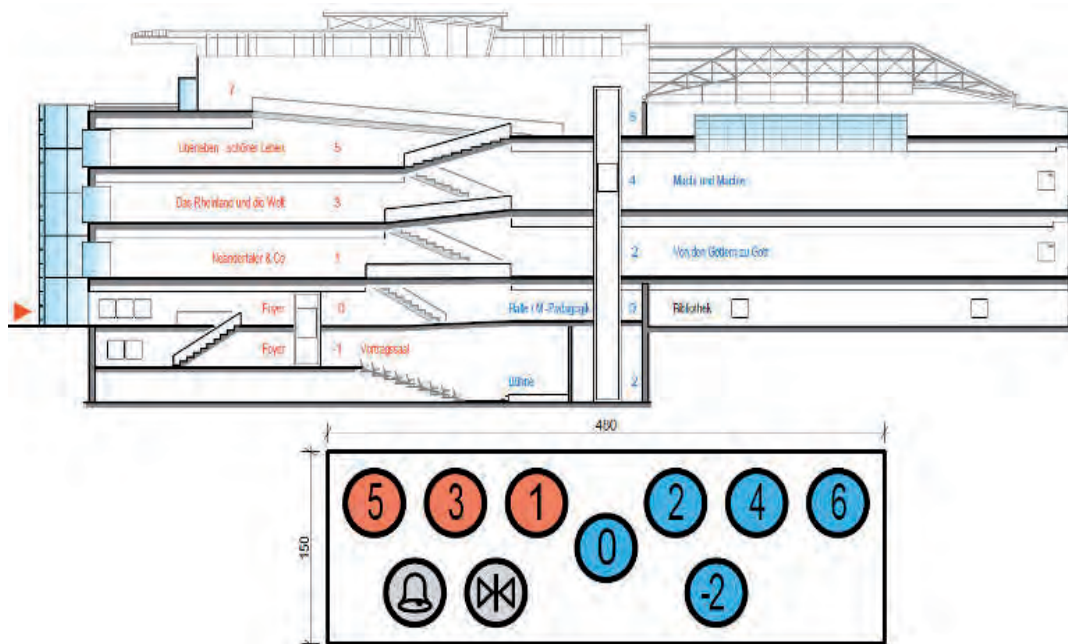 7
6
Überleben - schöner Leben 5
4 Macht und Mächte
Das Rheinland und die Welt 3
2 Von den Göttern zu Gott
Neandertaler & Co 1
Foyer 0 Halle / M.-Pädagogik 0 Bibliothek
Foyer -1 Vortragssaal
Bühne 2
480
150
5 3 1 2 4 6
0
-2